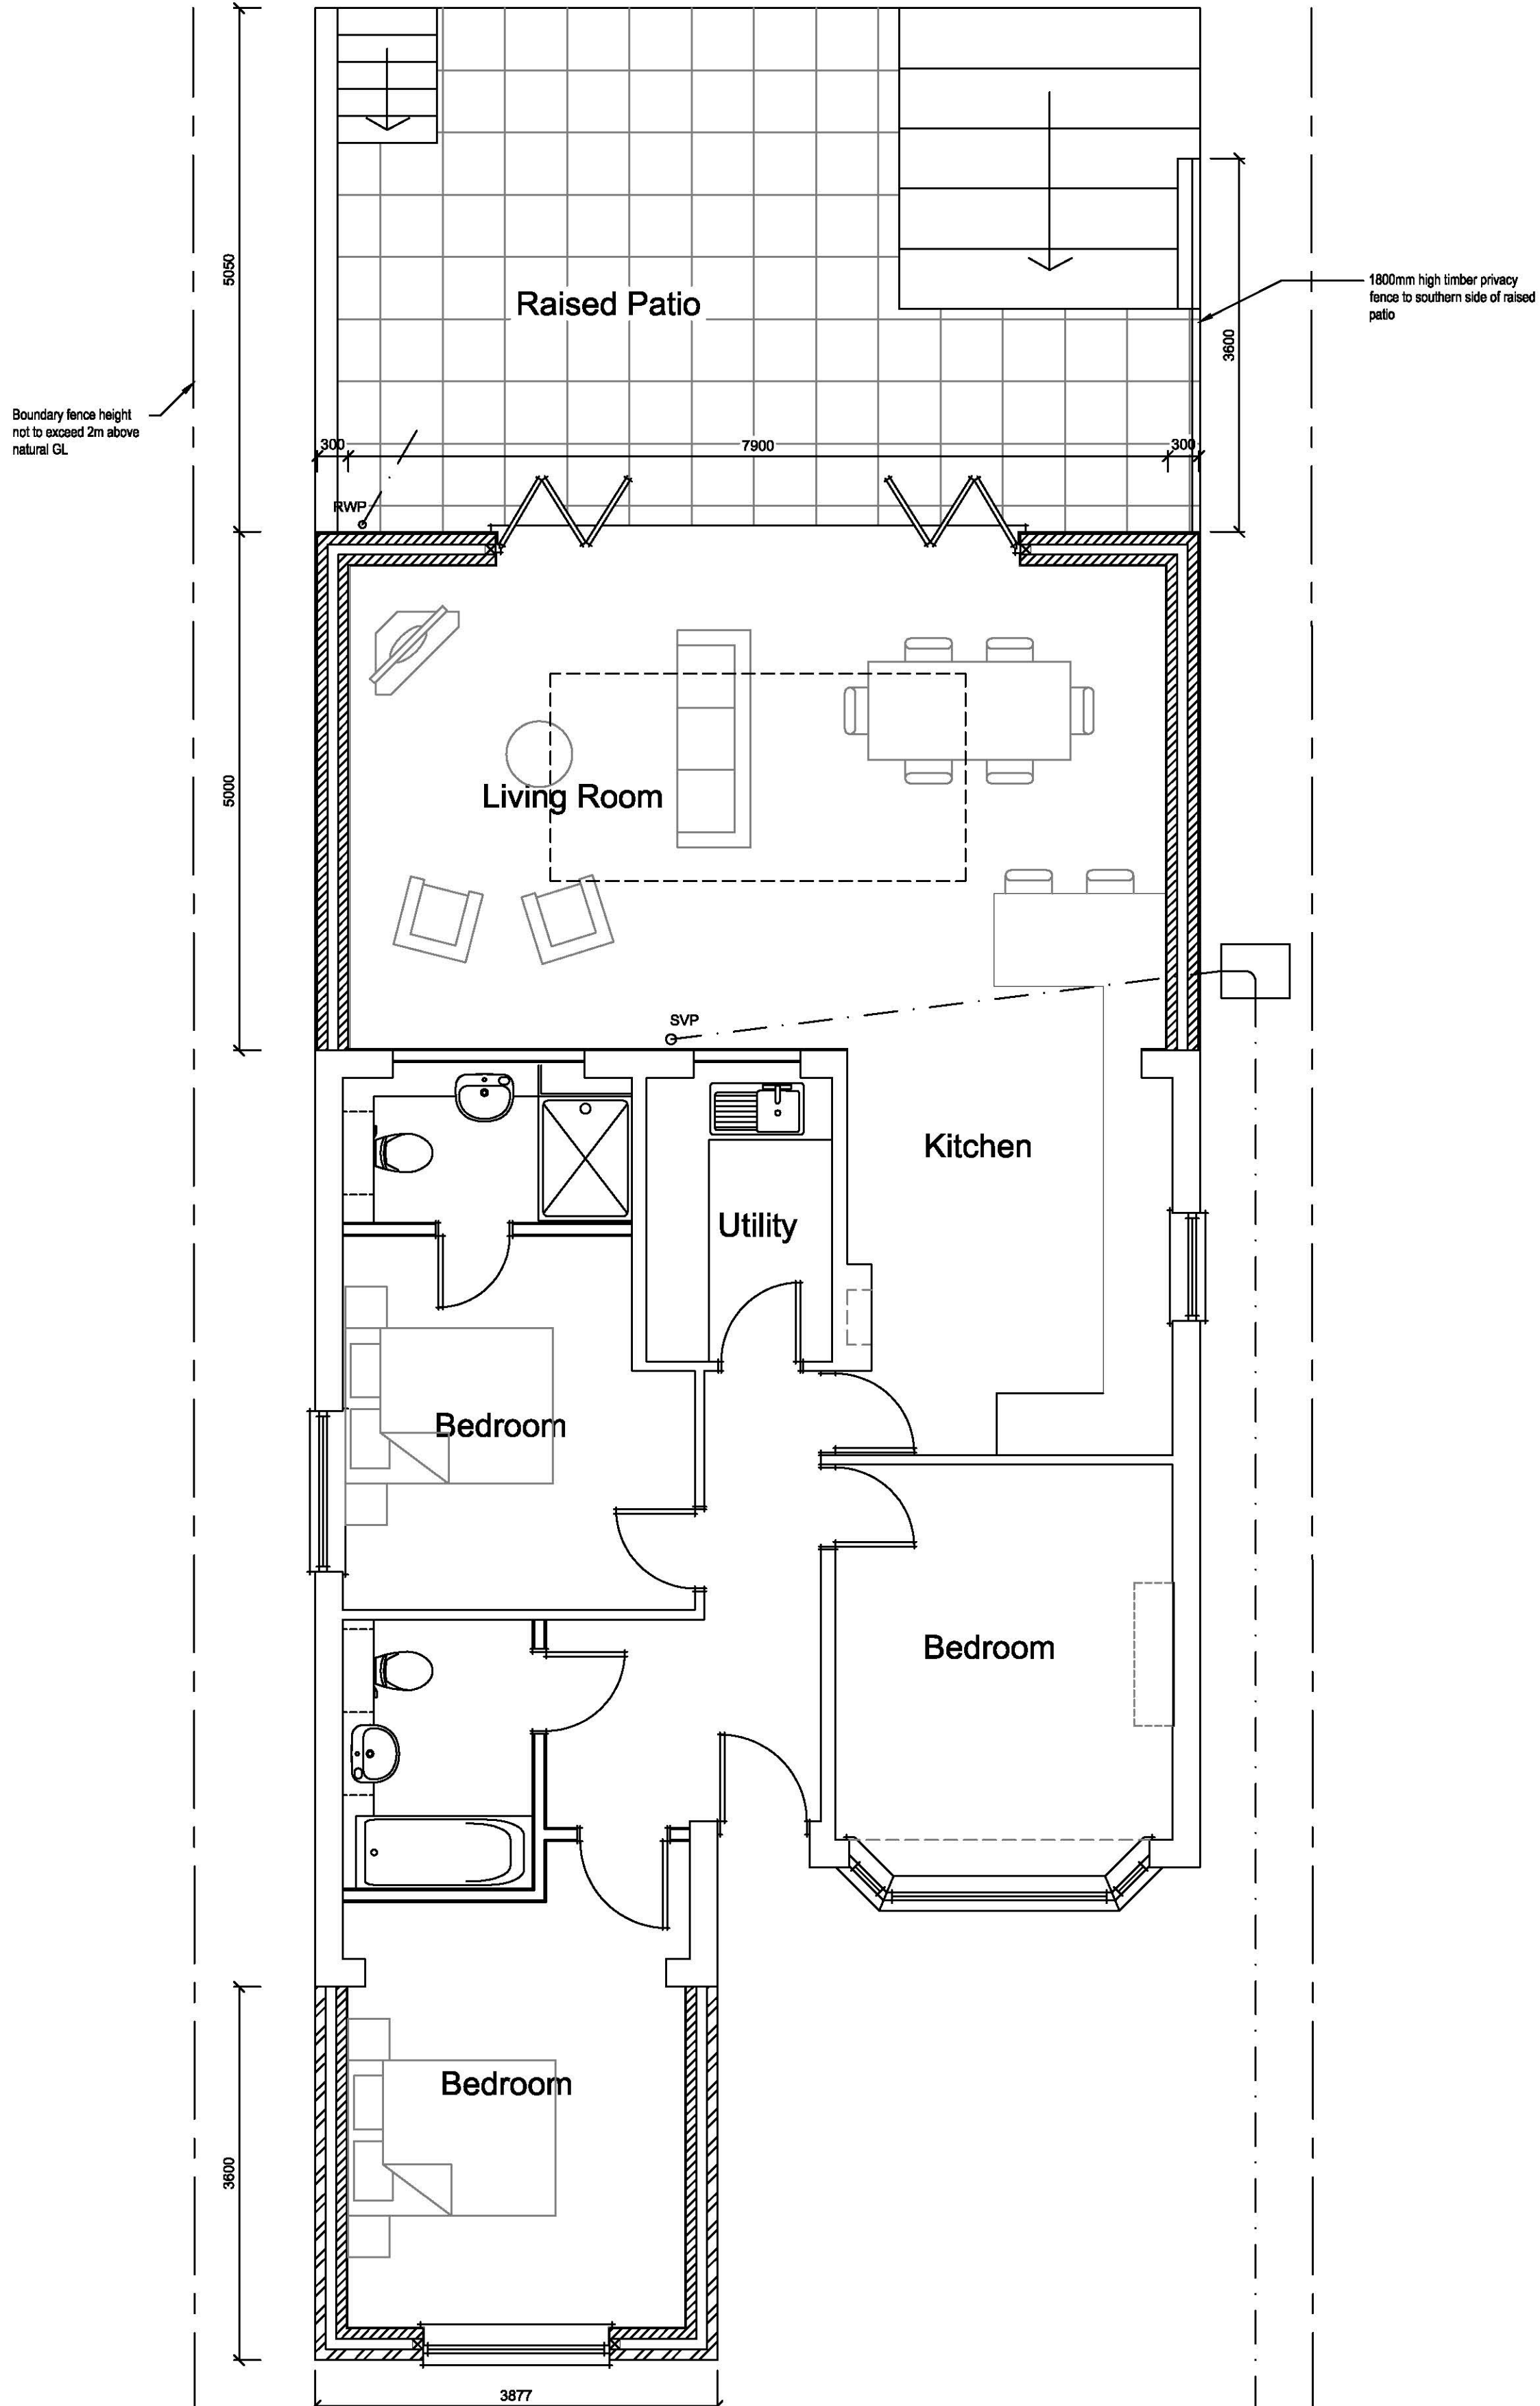 5050
Raised Patio
1800mm high timber privacy
fence to southern side of raised
patio
3600
Boundary fence height
not to exceed 2m above
natural GL
300
7900
300
RWP
5000
Living Room
SVP
Kitchen
Utility
Bedroom
Bedroom
Bedroom
3600
3877